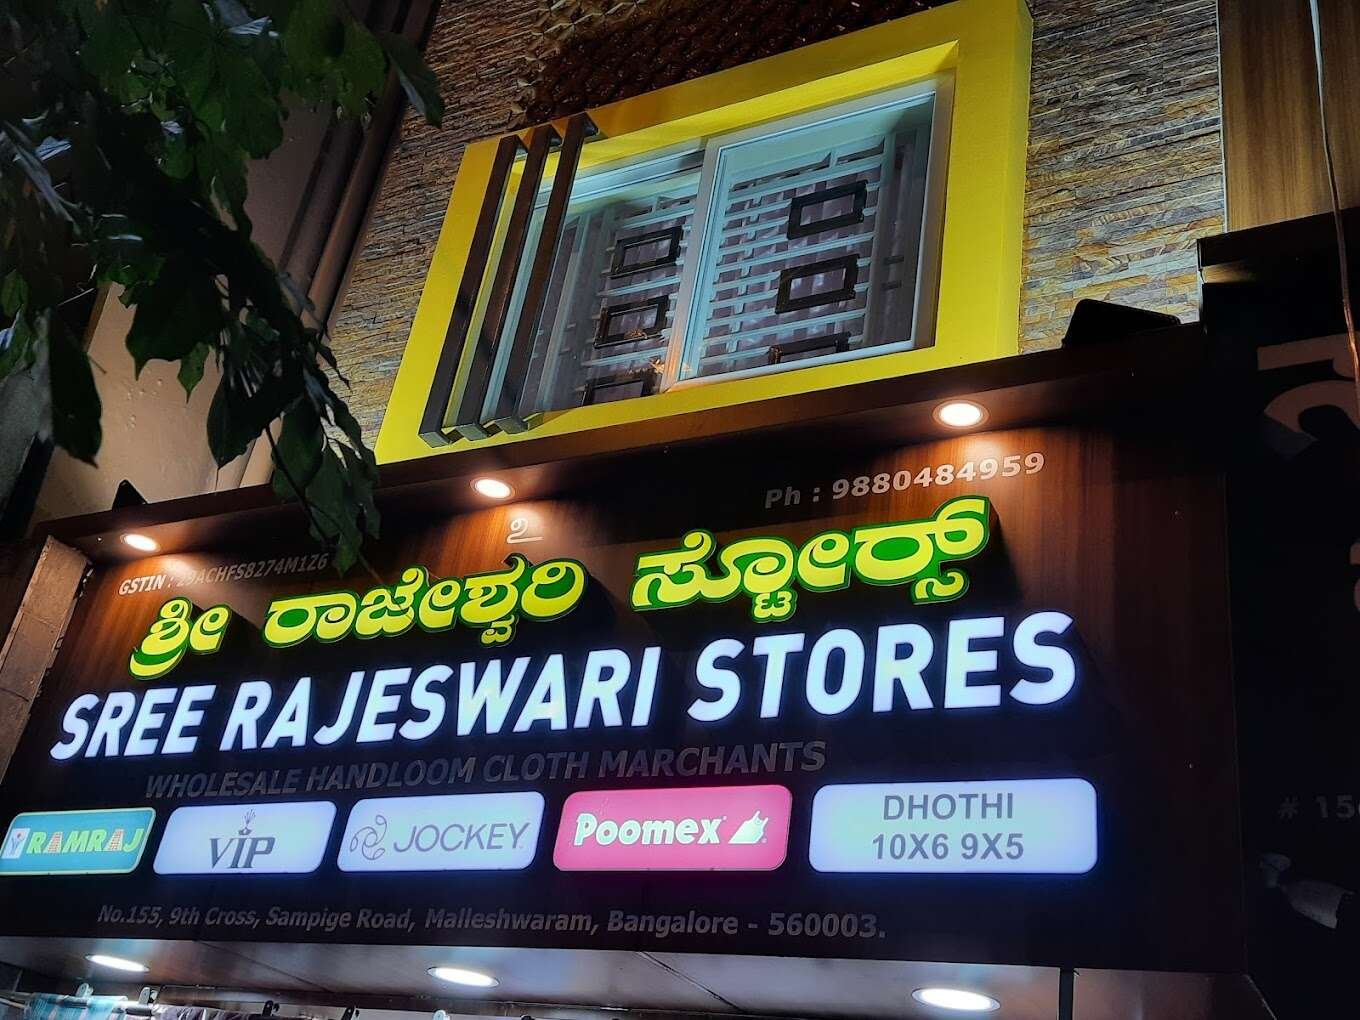 Ph : 9880484959
GSTIN : 29ACHFS8274M1Z6
ಶ್ರೀ ರಾಜೇಶ್ವರಿ ಸ್ಟೋರ್ಸ್
SREE RAJESWARI STORES
WHOLESALE HANDLOOM CLOTH MARCHANTS
RAMRAJ
VIP
JOCKEY
Poomex
DHOTHI
10X6 9X5
No.155, 9th Cross, Sampige Road, Malleshwaram, Bangalore - 560003.